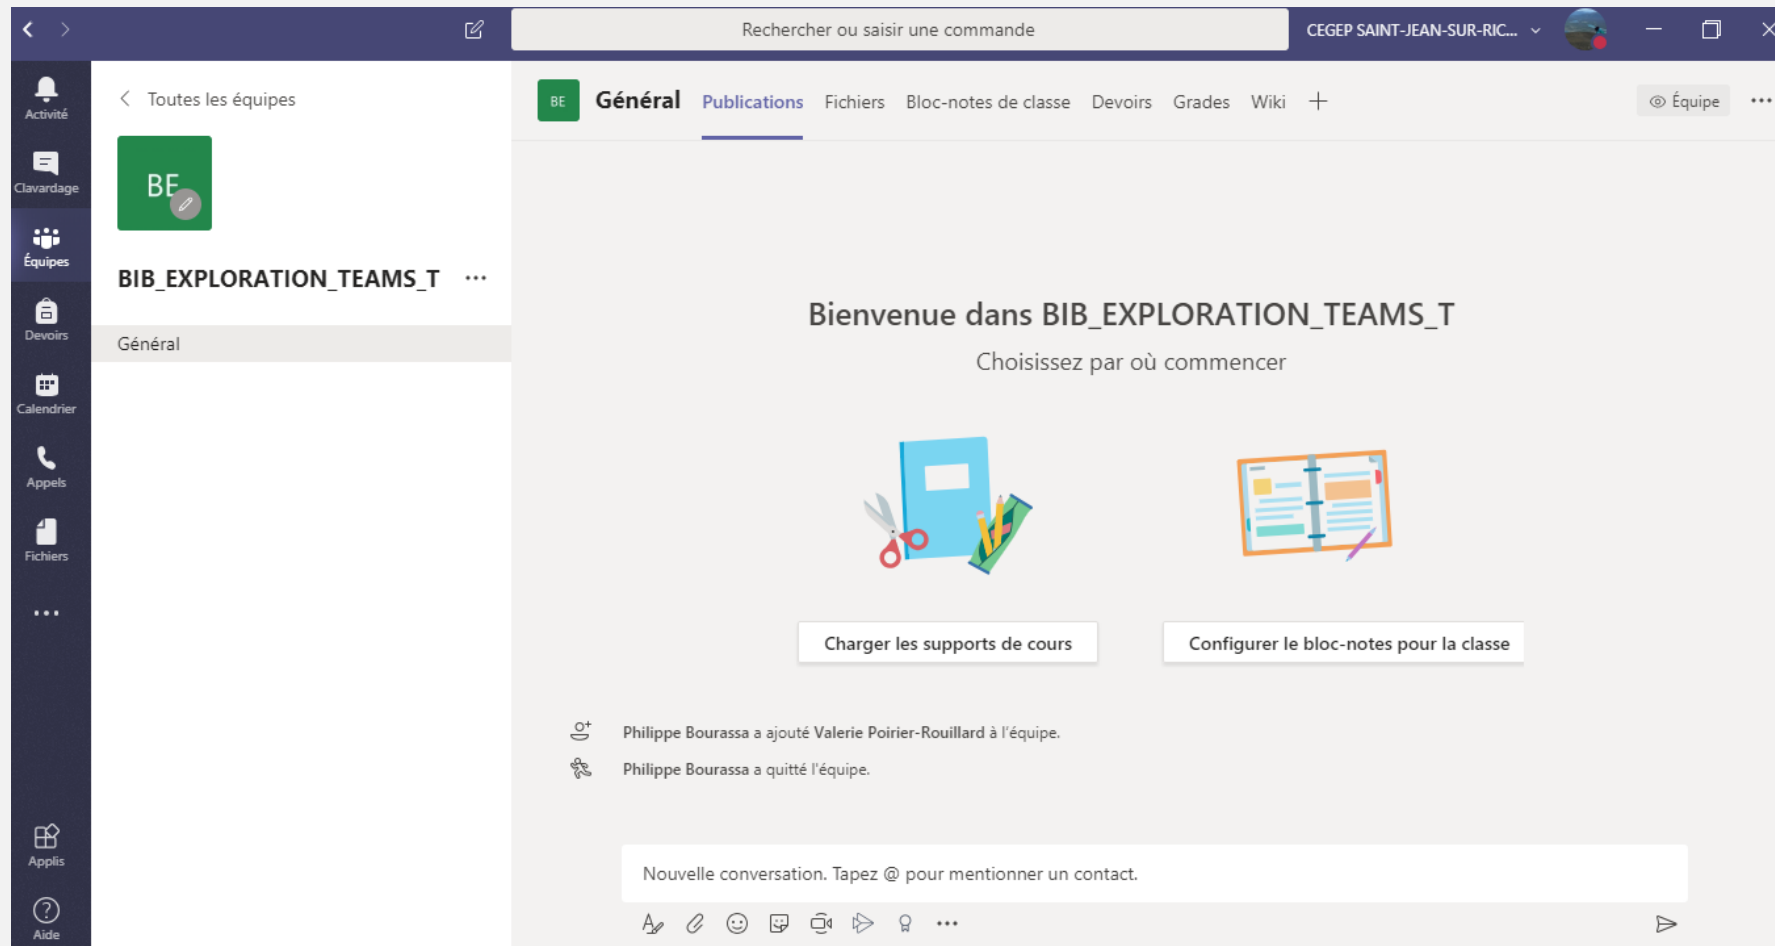 Rechercher ou saisir une commande
CEGEP SAINT-JEAN-SUR-RIC...
Activité
Clavardage
Équipes
Devoirs
Calendrier
Appels
Fichiers
Applis
Aide
Toutes les équipes
BE
BIB_EXPLORATION_TEAMS_T
Général
BE Général Publications Fichiers Bloc-notes de classe Devoirs Grades Wiki
Équipe
Bienvenue dans BIB_EXPLORATION_TEAMS_T
Choisissez par où commencer
Charger les supports de cours
Configurer le bloc-notes pour la classe
Philippe Bourassa a ajouté Valerie Poirier-Rouillard à l'équipe.
Philippe Bourassa a quitté l'équipe.
Nouvelle conversation. Tapez @ pour mentionner un contact.